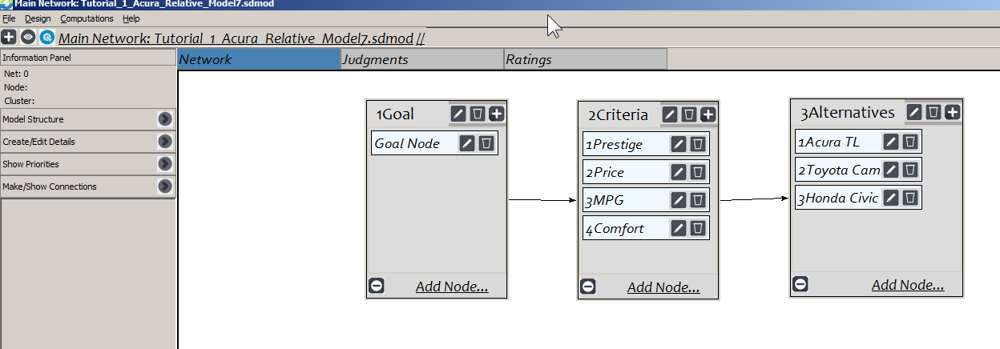 Main Network: Tutorial_1_Acura_Relative_Model7.sdmod
File Design Computations Help
Main Network: Tutorial_1_Acura_Relative_Model7.sdmod //
Information Panel
Net: 0
Node:
Cluster:
Model Structure
Create/Edit Details
Show Priorities
Make/Show Connections
Network Judgments Ratings
1Goal
Goal Node
Add Node...
2Criteria
1Prestige
2Price
3MPG
4Comfort
Add Node...
3Alternatives
1Acura TL
2Toyota Cam
3Honda Civic
Add Node...